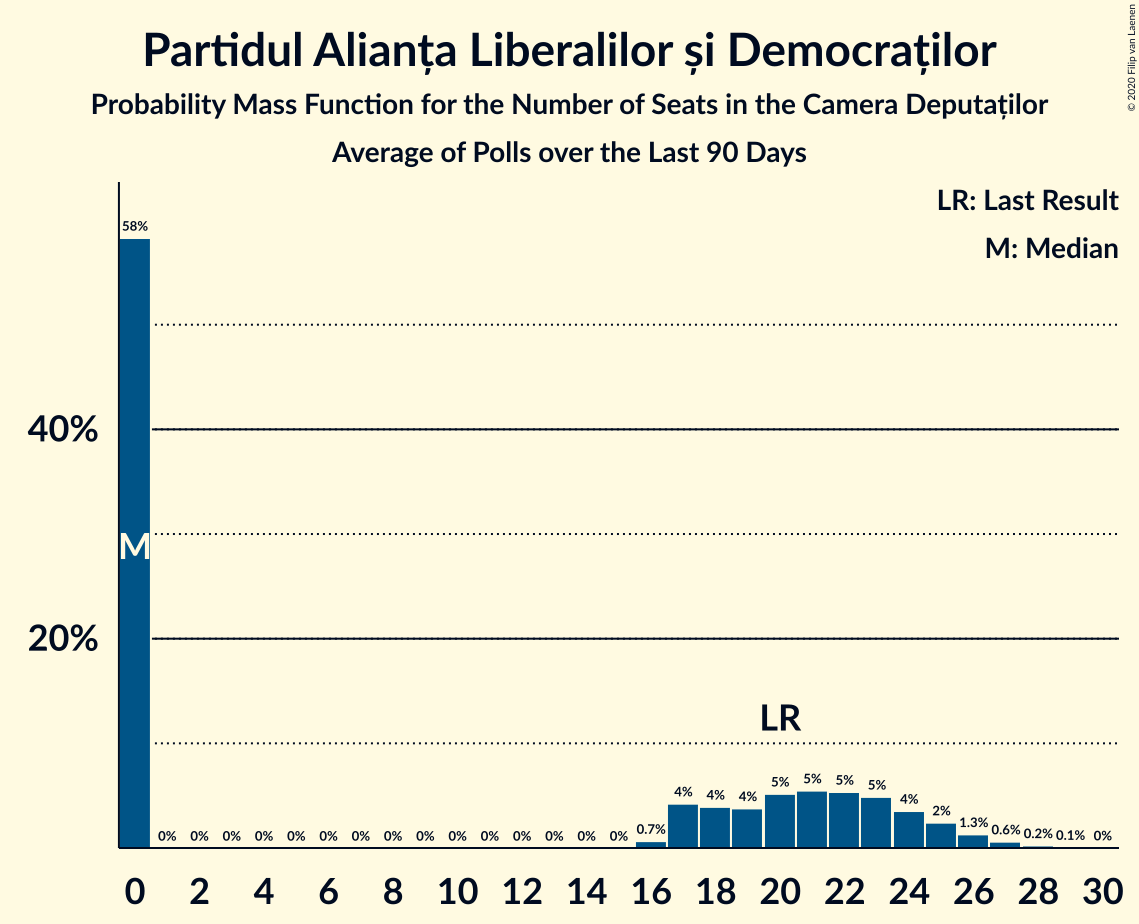 Partidul Alianța Liberalilor și Democraților
Probability Mass Function for the Number of Seats in the Camera Deputaților
Average of Polls over the Last 90 Days
© 2020 Filip van Laenen
LR: Last Result
M: Median
58%
40%
M
20%
LR
0% 0% 0% 0% 0% 0% 0% 0% 0% 0% 0% 0% 0% 0% 0% 0.7% 4% 4% 4% 5% 5% 5% 5% 4% 2% 1.3% 0.6% 0.2% 0.1% 0%
0 2 4 6 8 10 12 14 16 18 20 22 24 26 28 30